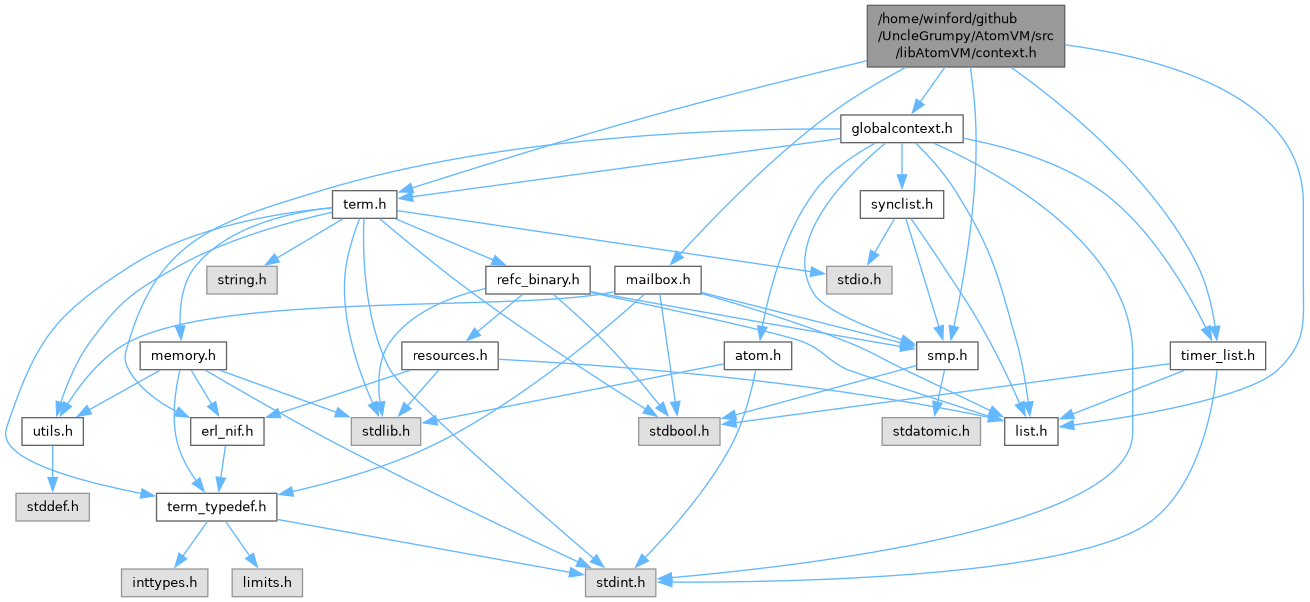 /home/winford/github
/UncleGrumpy/AtomVM/src
/libAtomVM/context.h
globalcontext.h
term.h
synclist.h
string.h
refc_binary.h
mailbox.h
stdio.h
memory.h
resources.h
atom.h
smp.h
timer_list.h
utils.h
erl_nif.h
stdlib.h
stdbool.h
stdatomic.h
list.h
stddef.h
term_typedef.h
inttypes.h
limits.h
stdint.h